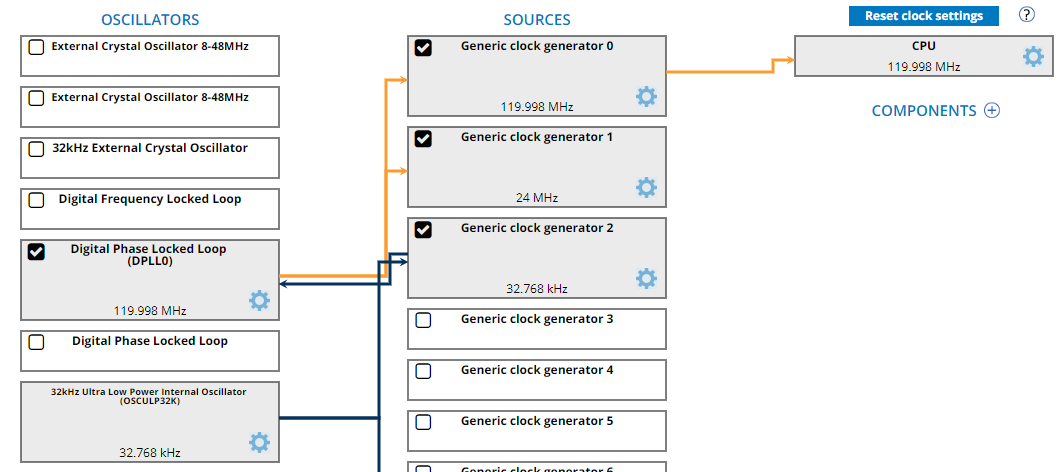 OSCILLATORS
External Crystal Oscillator 8-48MHz
External Crystal Oscillator 8-48MHz
32kHz External Crystal Oscillator
Digital Frequency Locked Loop
Digital Phase Locked Loop
(DPLL0)
119.998 MHz
Digital Phase Locked Loop
32kHz Ultra Low Power Internal Oscillator
(OSCULP32K)
32.768 kHz
SOURCES
Generic clock generator 0
119.998 MHz
Generic clock generator 1
24 MHz
Generic clock generator 2
32.768 kHz
Generic clock generator 3
Generic clock generator 4
Generic clock generator 5
Generic clock generator 6
Reset clock settings
?
CPU
119.998 MHz
COMPONENTS